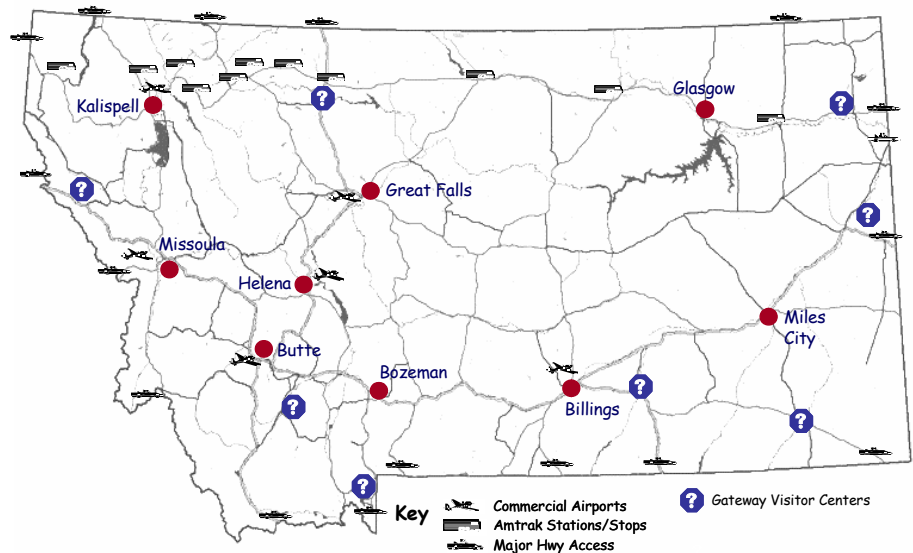 Glasgow
Kalispell
?
?
Great Falls
?
?
Missoula
Helena
Miles
City
Butte
Bozeman
?
?
Billings
?
?
Key
Commercial Airports
Amtrak Stations/Stops
Major Hwy Access
? Gateway Visitor Centers